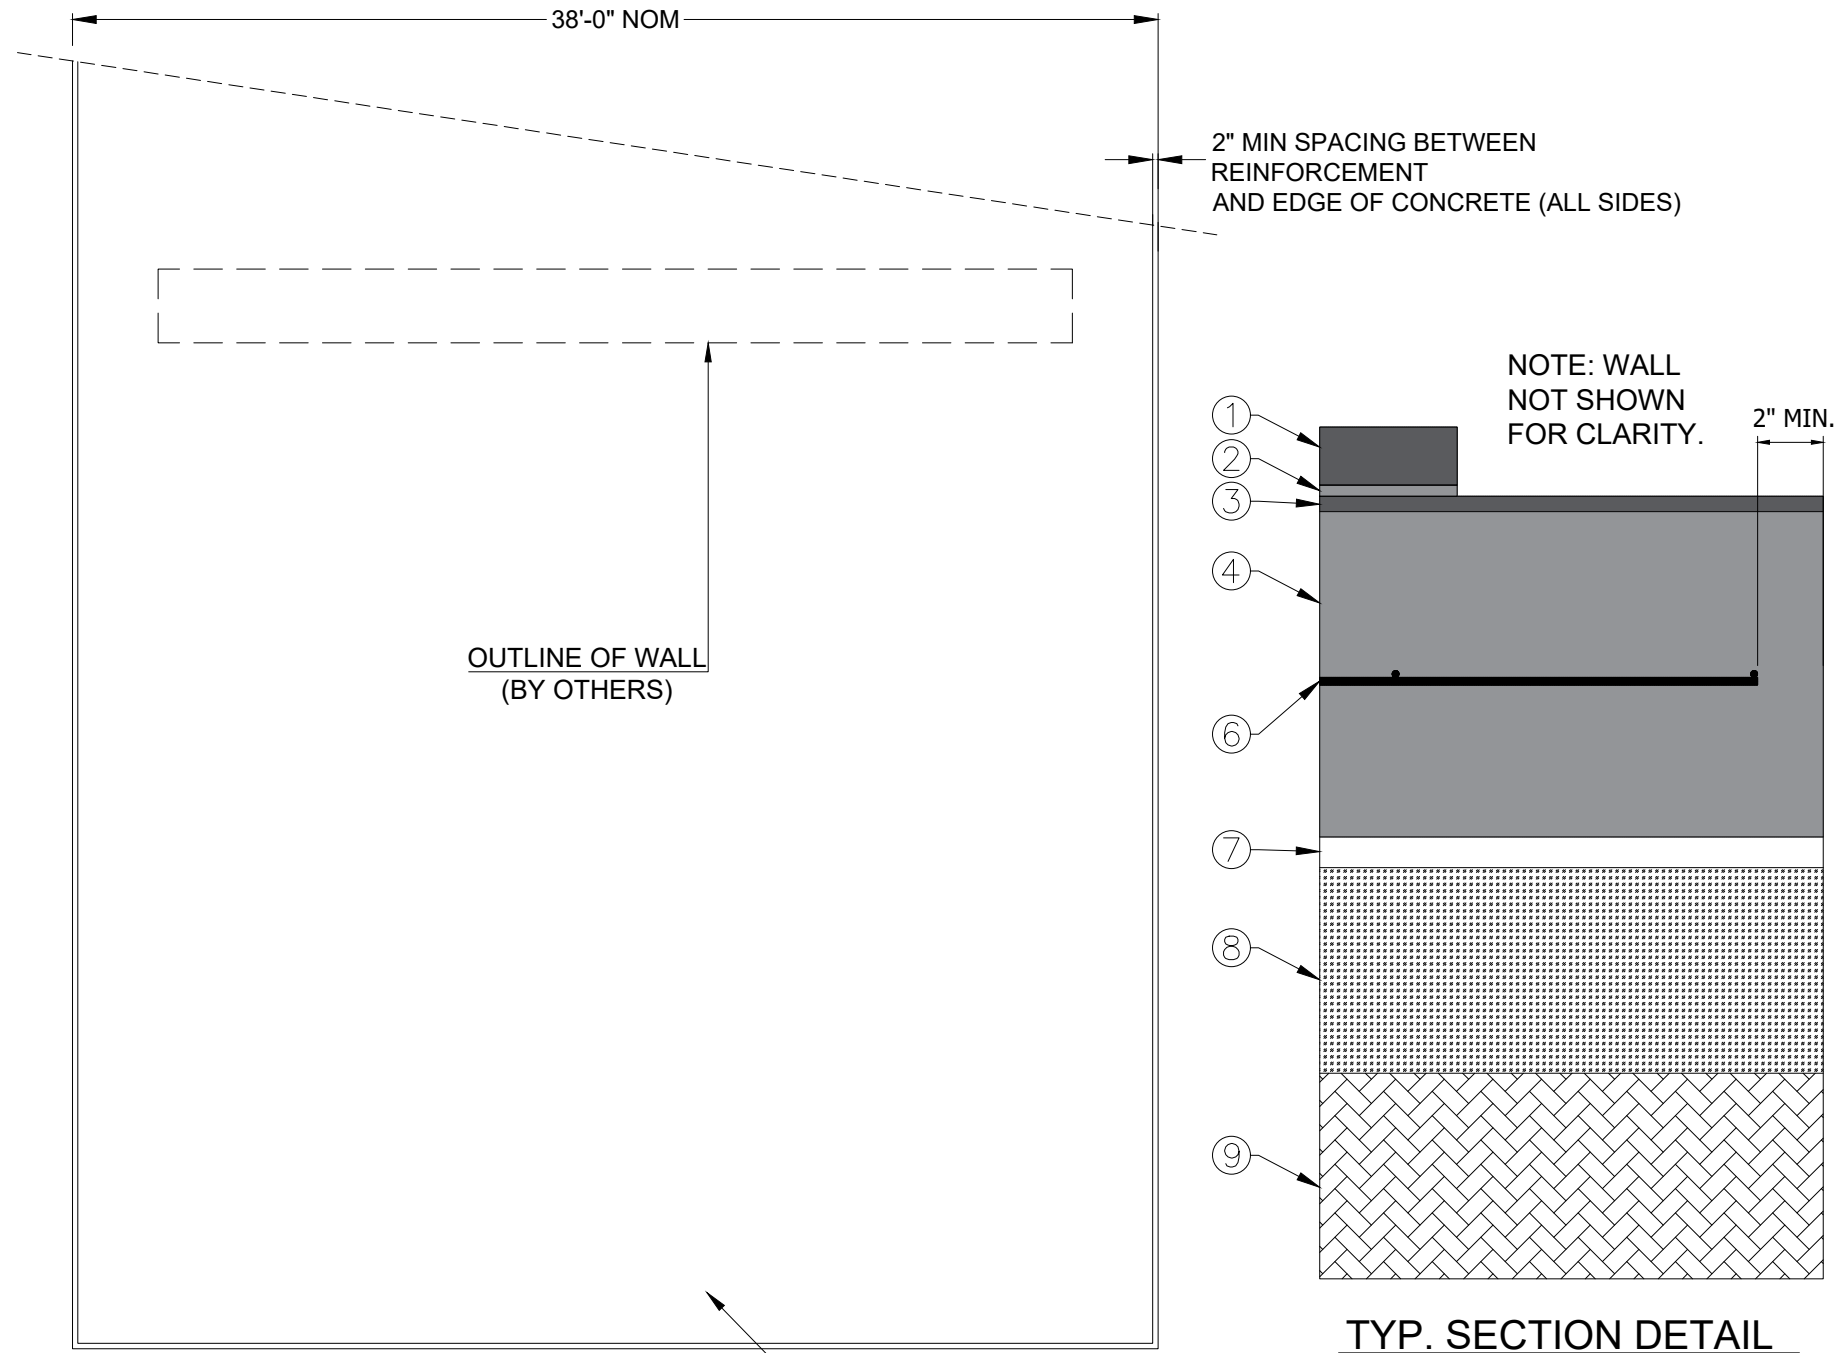 38'-0" NOM
2" MIN SPACING BETWEEN
REINFORCEMENT
AND EDGE OF CONCRETE (ALL SIDES)
OUTLINE OF WALL
(BY OTHERS)
NOTE: WALL
NOT SHOWN
FOR CLARITY.
2" MIN.
1
2
3
4
6
7
8
9
TYP. SECTION DETAIL